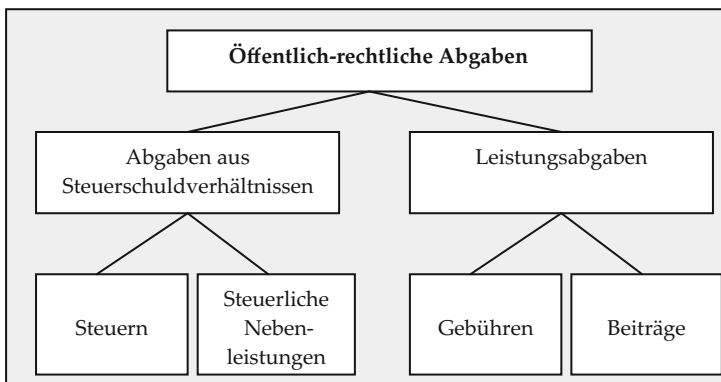 Öffentlich-rechtliche Abgaben
Abgaben aus
Steuerschuldverhältnissen
Leistungsabgaben
Steuern
Steuerliche
Neben-
leistungen
Gebühren
Beiträge